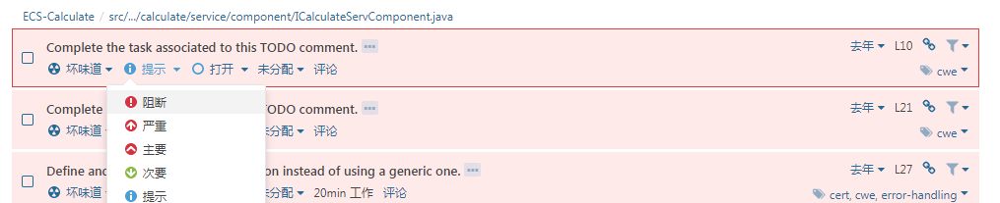 ECS-Calculate / src/.../calculate/service/component/ICalculateServComponent.java
Complete the task associated to this TODO comment. 去年 L10
坏味道 提示 打开 未分配 评论 cwe
阻断
Complete TODO comment. 去年 L21
严重
坏味道 未分配 评论 cwe
主要
次要
Define and on instead of using a generic one. 去年 L27
坏味道 提示 未分配 20min 工作 评论 cert, cwe, error-handling